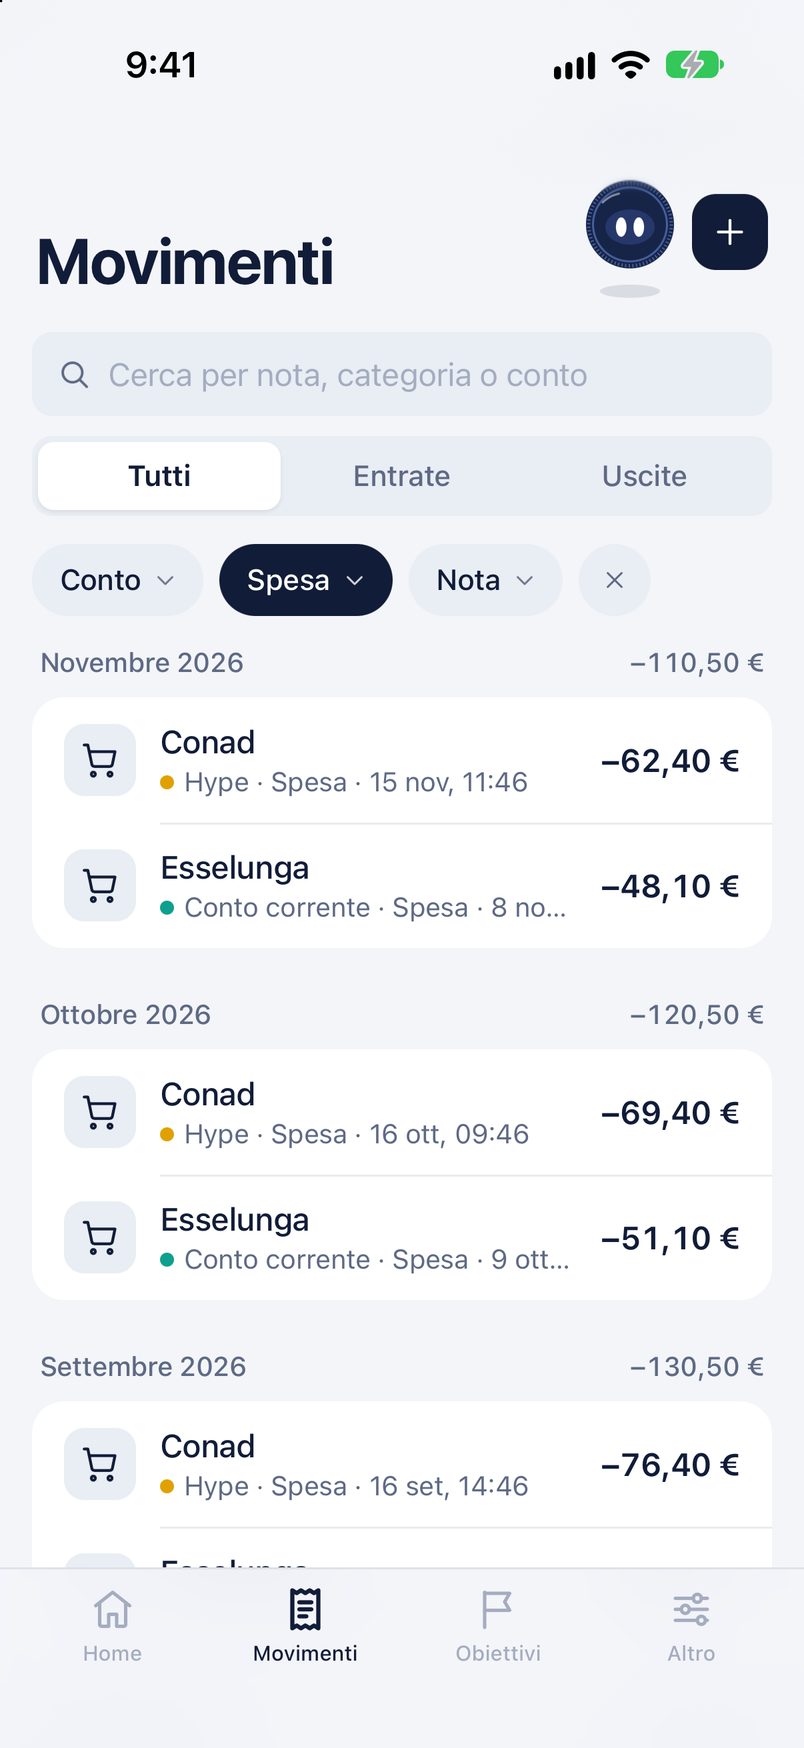 9:41
Movimenti
Cerca per nota, categoria o conto
Tutti Entrate Uscite
Conto Spesa Nota
Novembre 2026 −110,50 €
Conad
Hype · Spesa · 15 nov, 11:46
−62,40 €
Esselunga
Conto corrente · Spesa · 8 no...
−48,10 €
Ottobre 2026 −120,50 €
Conad
Hype · Spesa · 16 ott, 09:46
−69,40 €
Esselunga
Conto corrente · Spesa · 9 ott...
−51,10 €
Settembre 2026 −130,50 €
Conad
Hype · Spesa · 16 set, 14:46
−76,40 €
Home Movimenti Obiettivi Altro